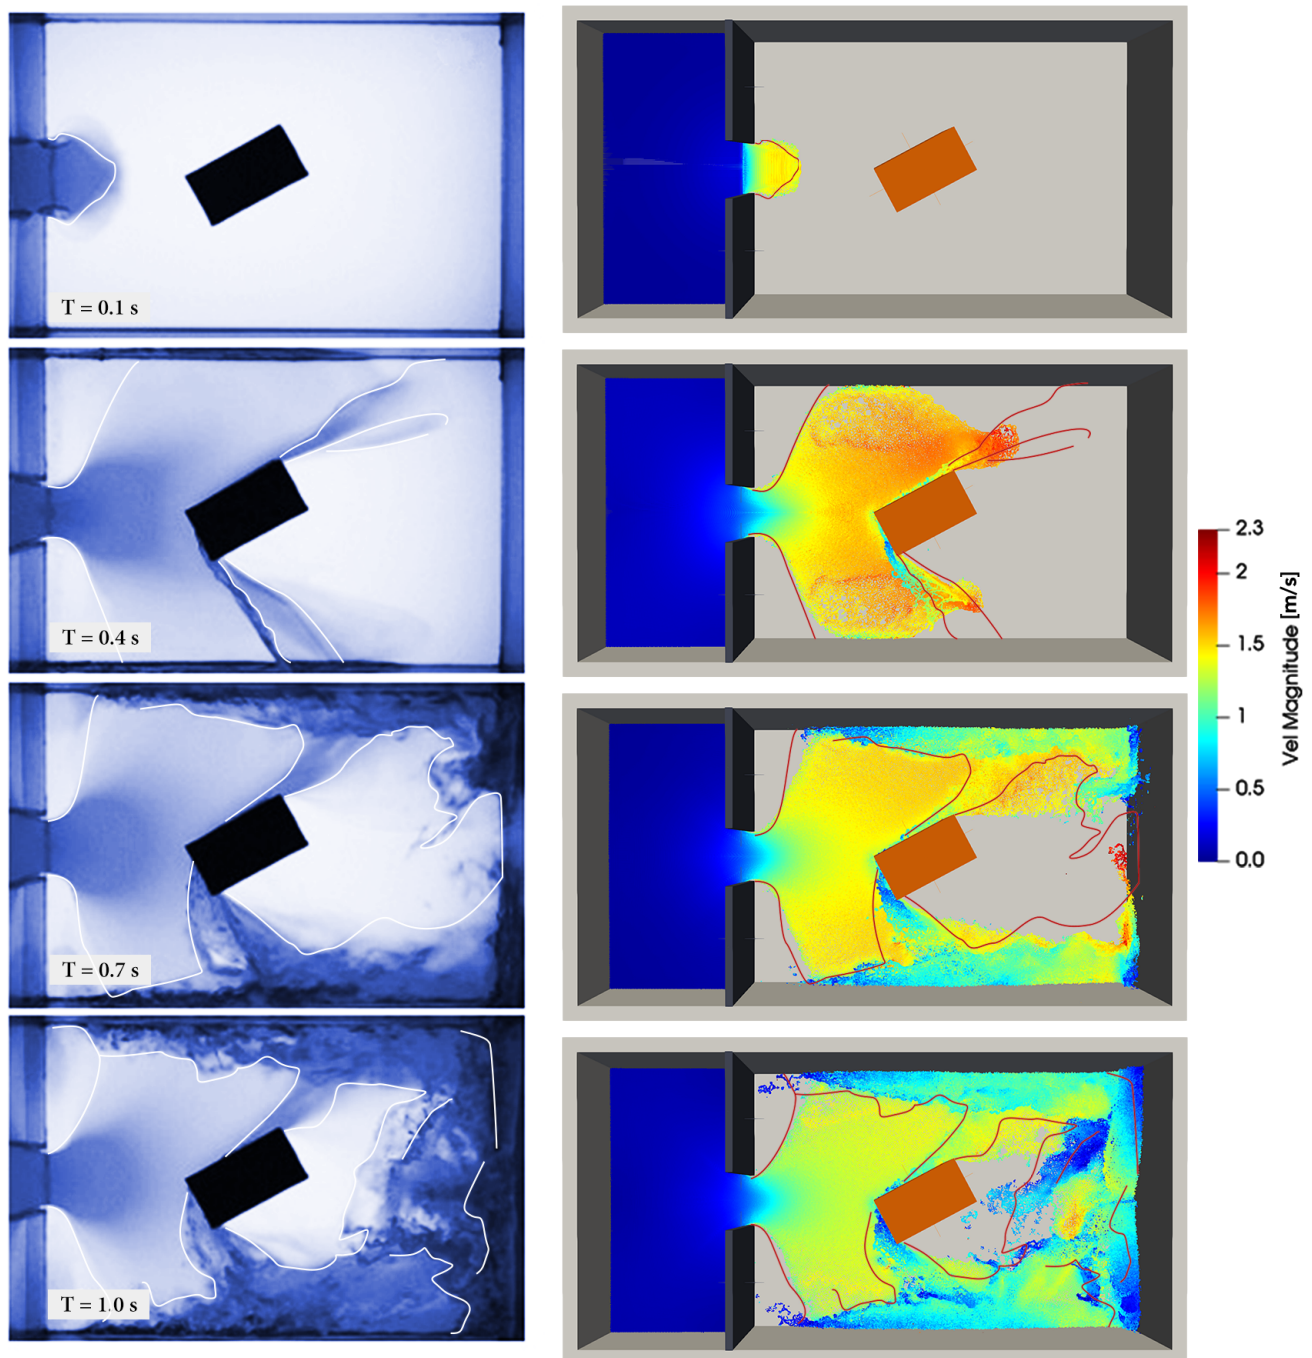 T = 0.1 s
T = 0.4 s
T = 0.7 s
T = 1.0 s
2.3
2
1.5
1
0.5
0.0
Vel Magnitude [m/s]